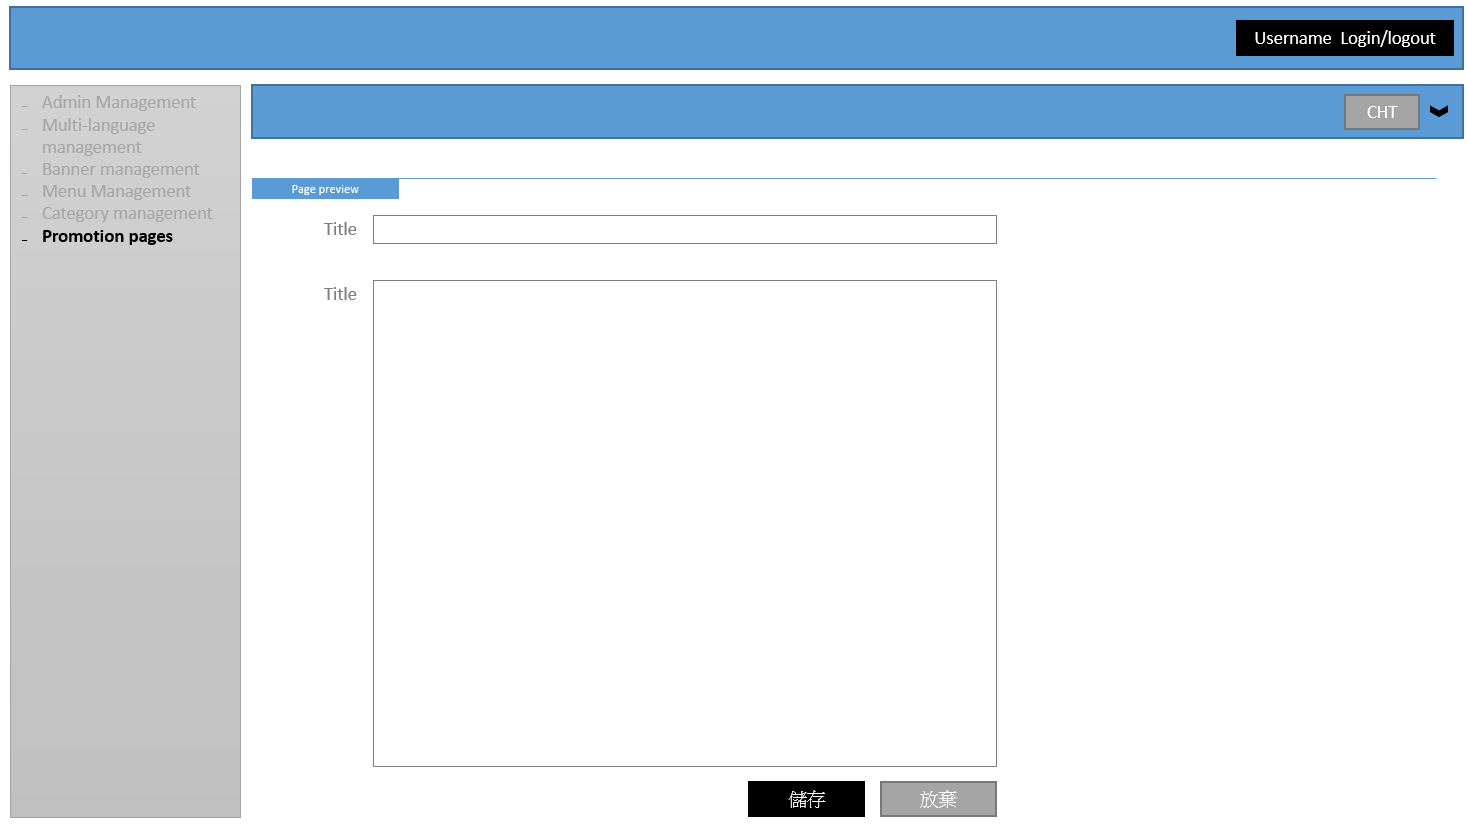 Username Login/logout
CHT
– Admin Management
– Multi-language
management
– Banner management
– Menu Management
– Category management
– Promotion pages
Page preview
Title
Title
儲存
放棄